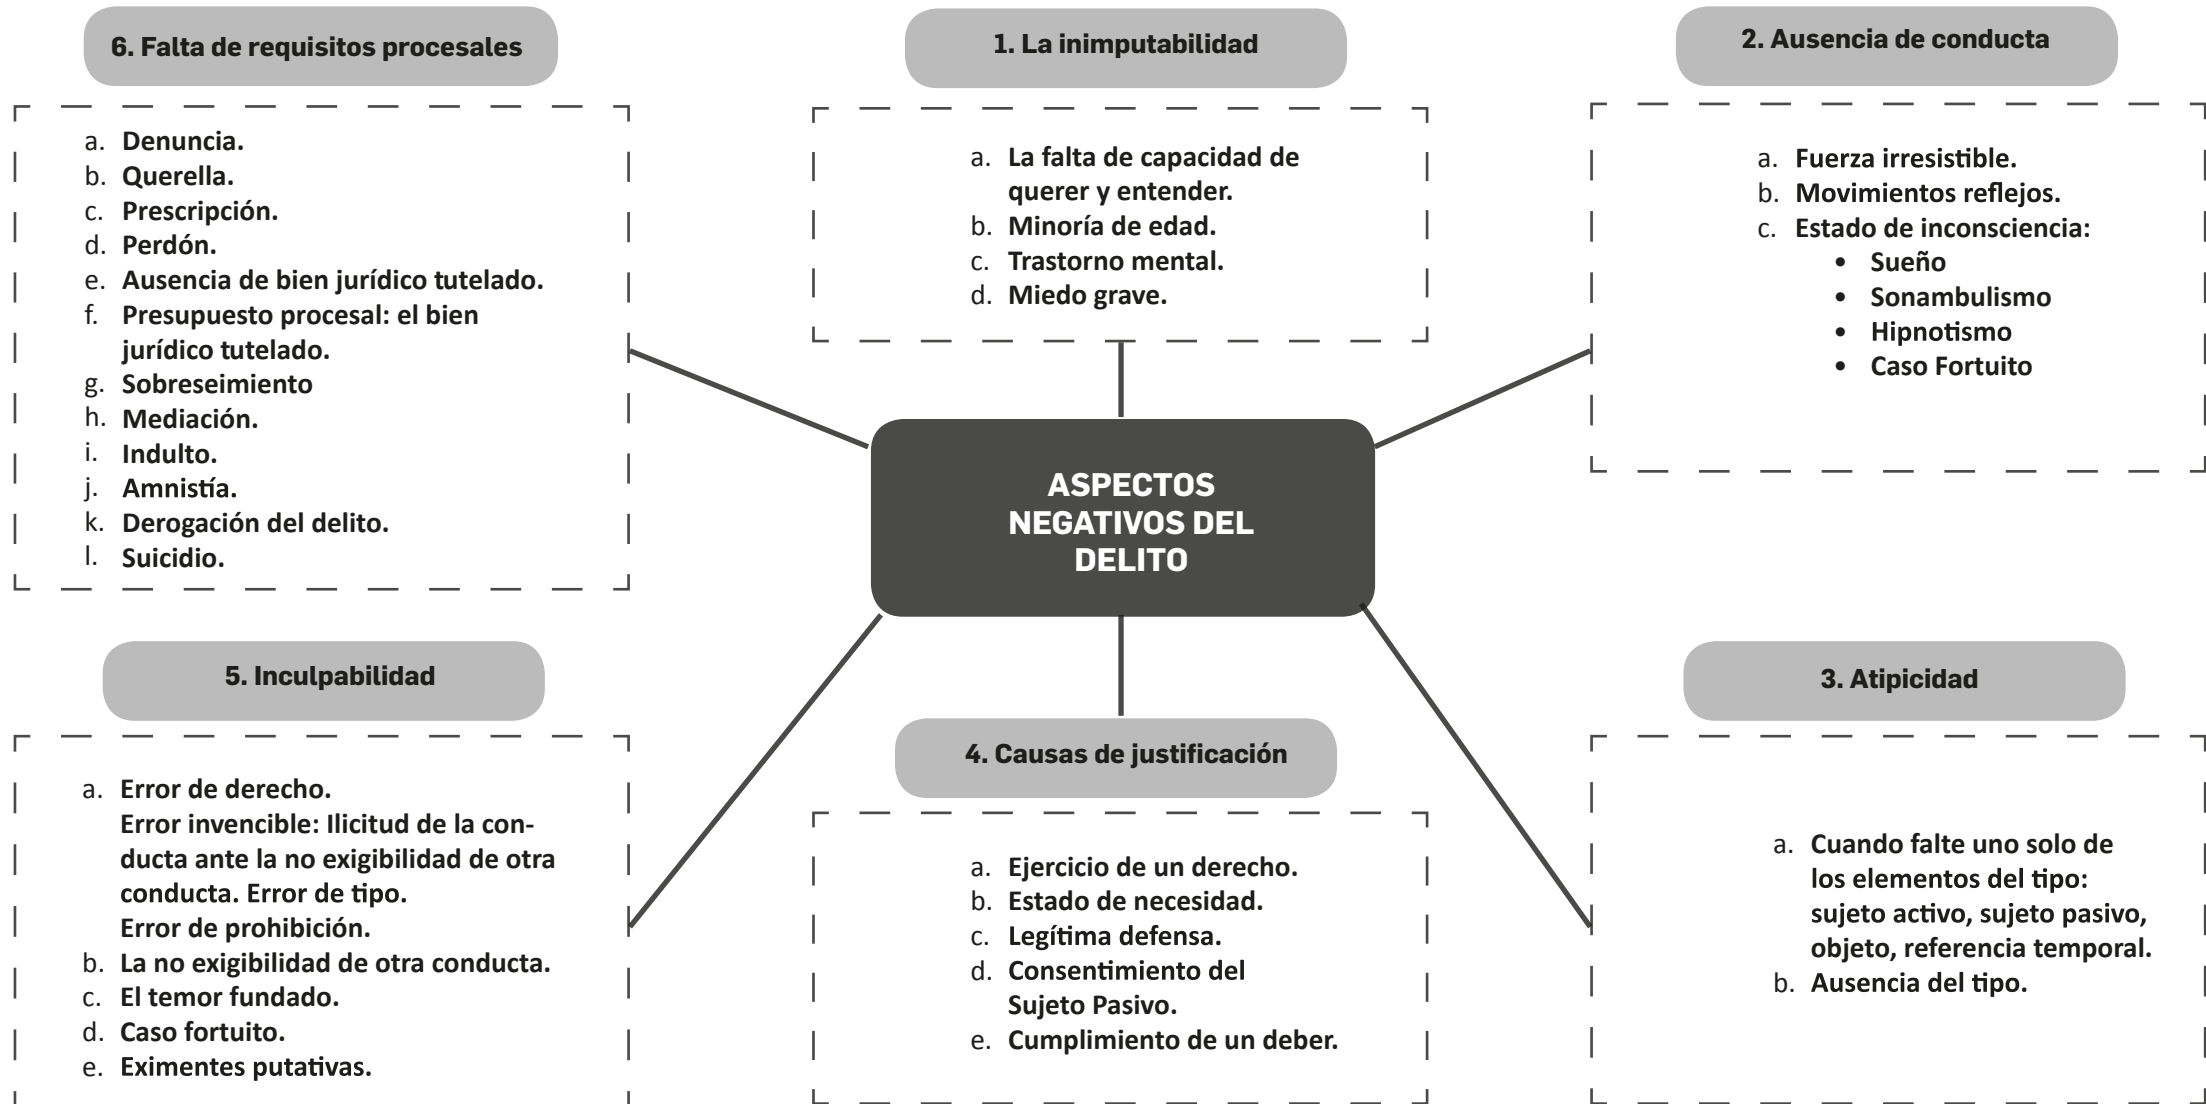 6. Falta de requisitos procesales
a. Denuncia.
b. Querella.
c. Prescripción.
d. Perdón.
e. Ausencia de bien jurídico tutelado.
f. Presupuesto procesal: el bien
jurídico tutelado.
g. Sobreseimiento
h. Mediación.
i. Indulto.
j. Amnistía.
k. Derogación del delito.
l. Suicidio.
1. La inimputabilidad
a. La falta de capacidad de
querer y entender.
b. Minoría de edad.
c. Trastorno mental.
d. Miedo grave.
2. Ausencia de conducta
a. Fuerza irresistible.
b. Movimientos reflejos.
c. Estado de inconsciencia:
• Sueño
• Sonambulismo
• Hipnotismo
• Caso Fortuito
ASPECTOS
NEGATIVOS DEL
DELITO
5. Inculpabilidad
a. Error de derecho.
Error invencible: Ilicitud de la con-
ducta ante la no exigibilidad de otra
conducta. Error de tipo.
Error de prohibición.
b. La no exigibilidad de otra conducta.
c. El temor fundado.
d. Caso fortuito.
e. Eximentes putativas.
4. Causas de justificación
a. Ejercicio de un derecho.
b. Estado de necesidad.
c. Legítima defensa.
d. Consentimiento del
Sujeto Pasivo.
e. Cumplimiento de un deber.
3. Atipicidad
a. Cuando falte uno solo de
los elementos del tipo:
sujeto activo, sujeto pasivo,
objeto, referencia temporal.
b. Ausencia del tipo.